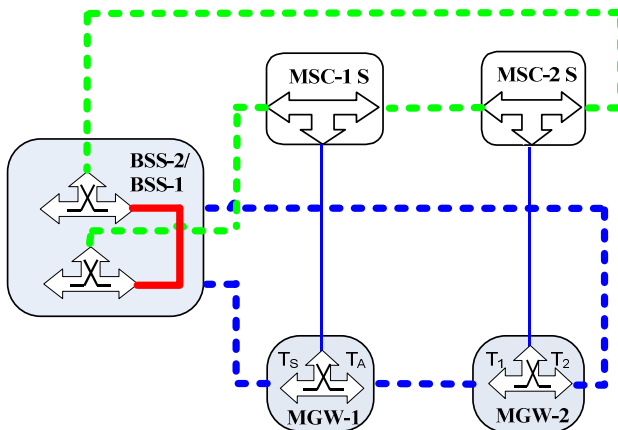 MSC-1 S
MSC-2 S
BSS-2/
BSS-1
TS
TA
MGW-1
T1
T2
MGW-2